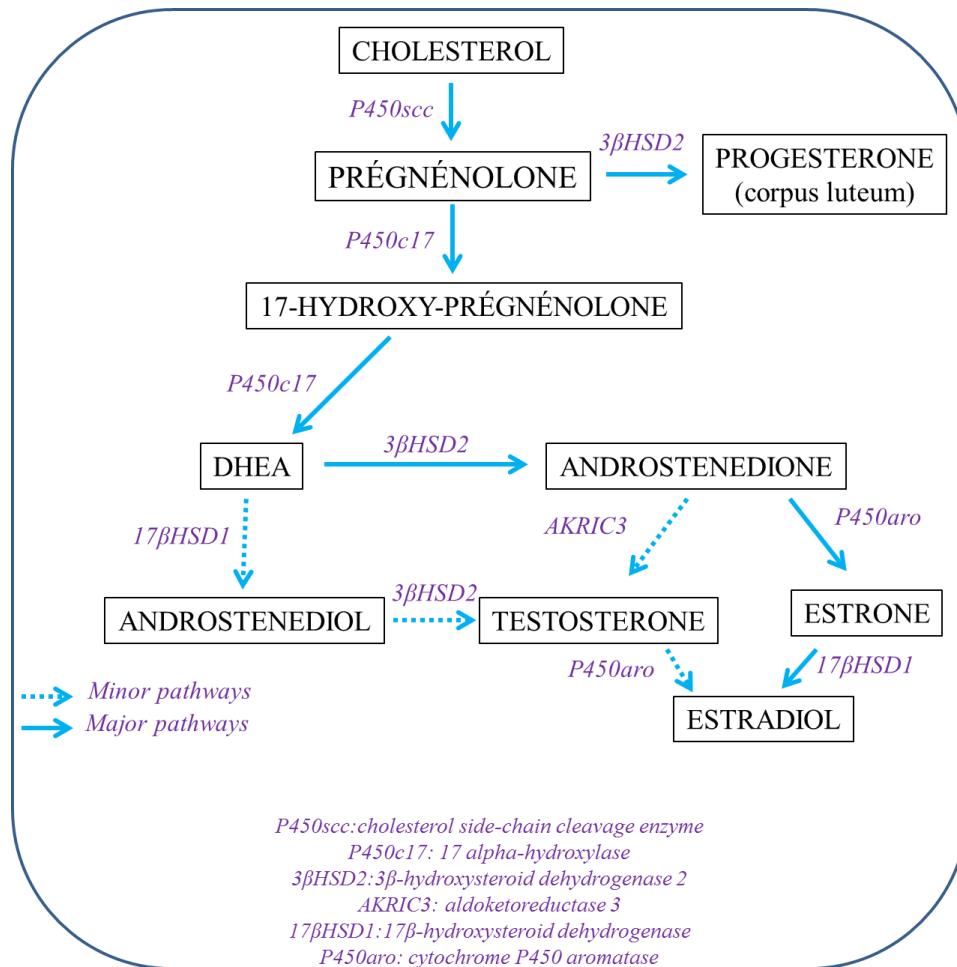 CHOLESTEROL
P450scc
3βHSD2
PRÉGNÉNOLONE
PROGESTERONE
(corpus luteum)
P450c17
17-HYDROXY-PRÉGNÉNOLONE
P450c17
3βHSD2
DHEA
ANDROSTENEDIONE
17βHSD1
AKRIC3
P450aro
3βHSD2
ANDROSTENEDIOL
TESTOSTERONE
ESTRONE
P450aro
17βHSD1
Minor pathways
Major pathways
ESTRADIOL
P450scc:cholesterol side-chain cleavage enzyme
P450c17: 17 alpha-hydroxylase
3βHSD2:3β-hydroxysteroid dehydrogenase 2
AKRIC3: aldoketoreductase 3
17βHSD1:17β-hydroxysteroid dehydrogenase
P450aro: cytochrome P450 aromatase